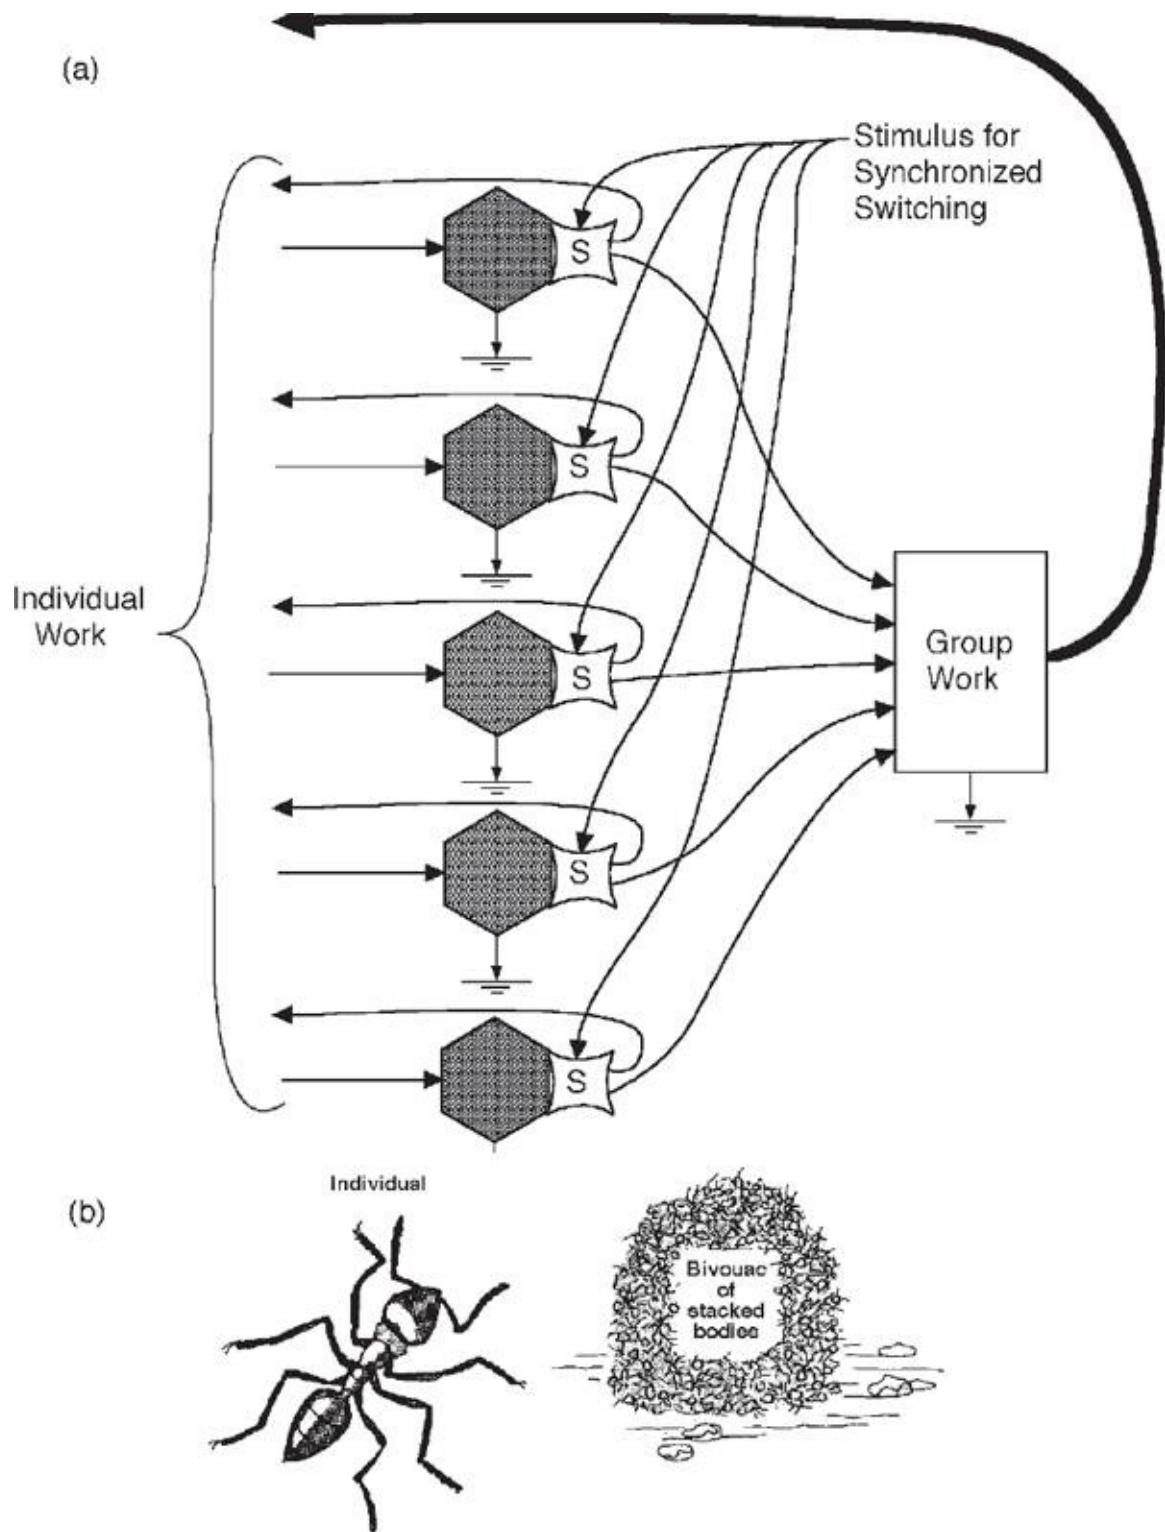 (a)
Stimulus for
Synchronized
Switching
S
S
Individual
Work
S
Group
Work
S
S
(b)
Individual
Bivouac
of
stacked
bodies